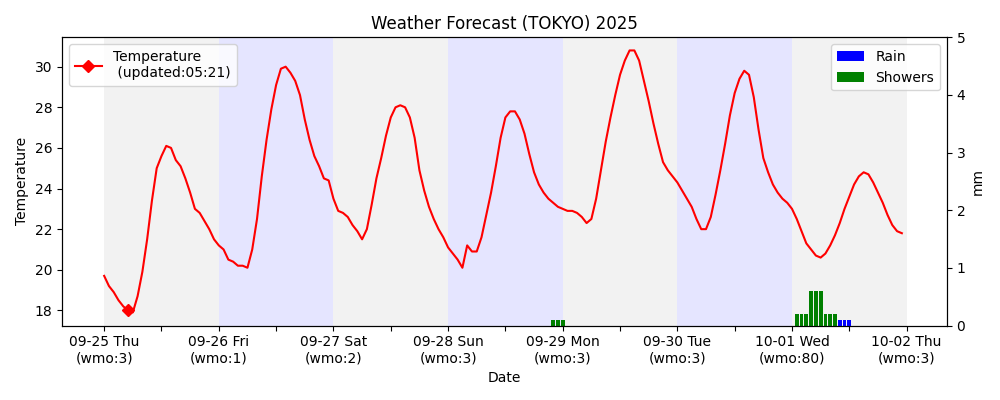 Weather Forecast (TOKYO) 2025
Temperature
(updated:05:21)
Rain
Showers
30
28
26
24
22
20
18
Temperature
5
4
3
2
1
0
mm
09-25 Thu
(wmo:3)
09-26 Fri
(wmo:1)
09-27 Sat
(wmo:2)
09-28 Sun
(wmo:3)
09-29 Mon
(wmo:3)
09-30 Tue
(wmo:3)
10-01 Wed
(wmo:80)
10-02 Thu
(wmo:3)
Date